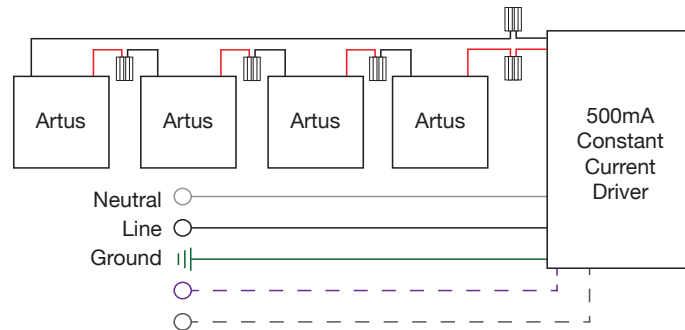 Artus
Artus
Artus
Artus
500mA
Constant
Current
Driver
Neutral
Line
Ground